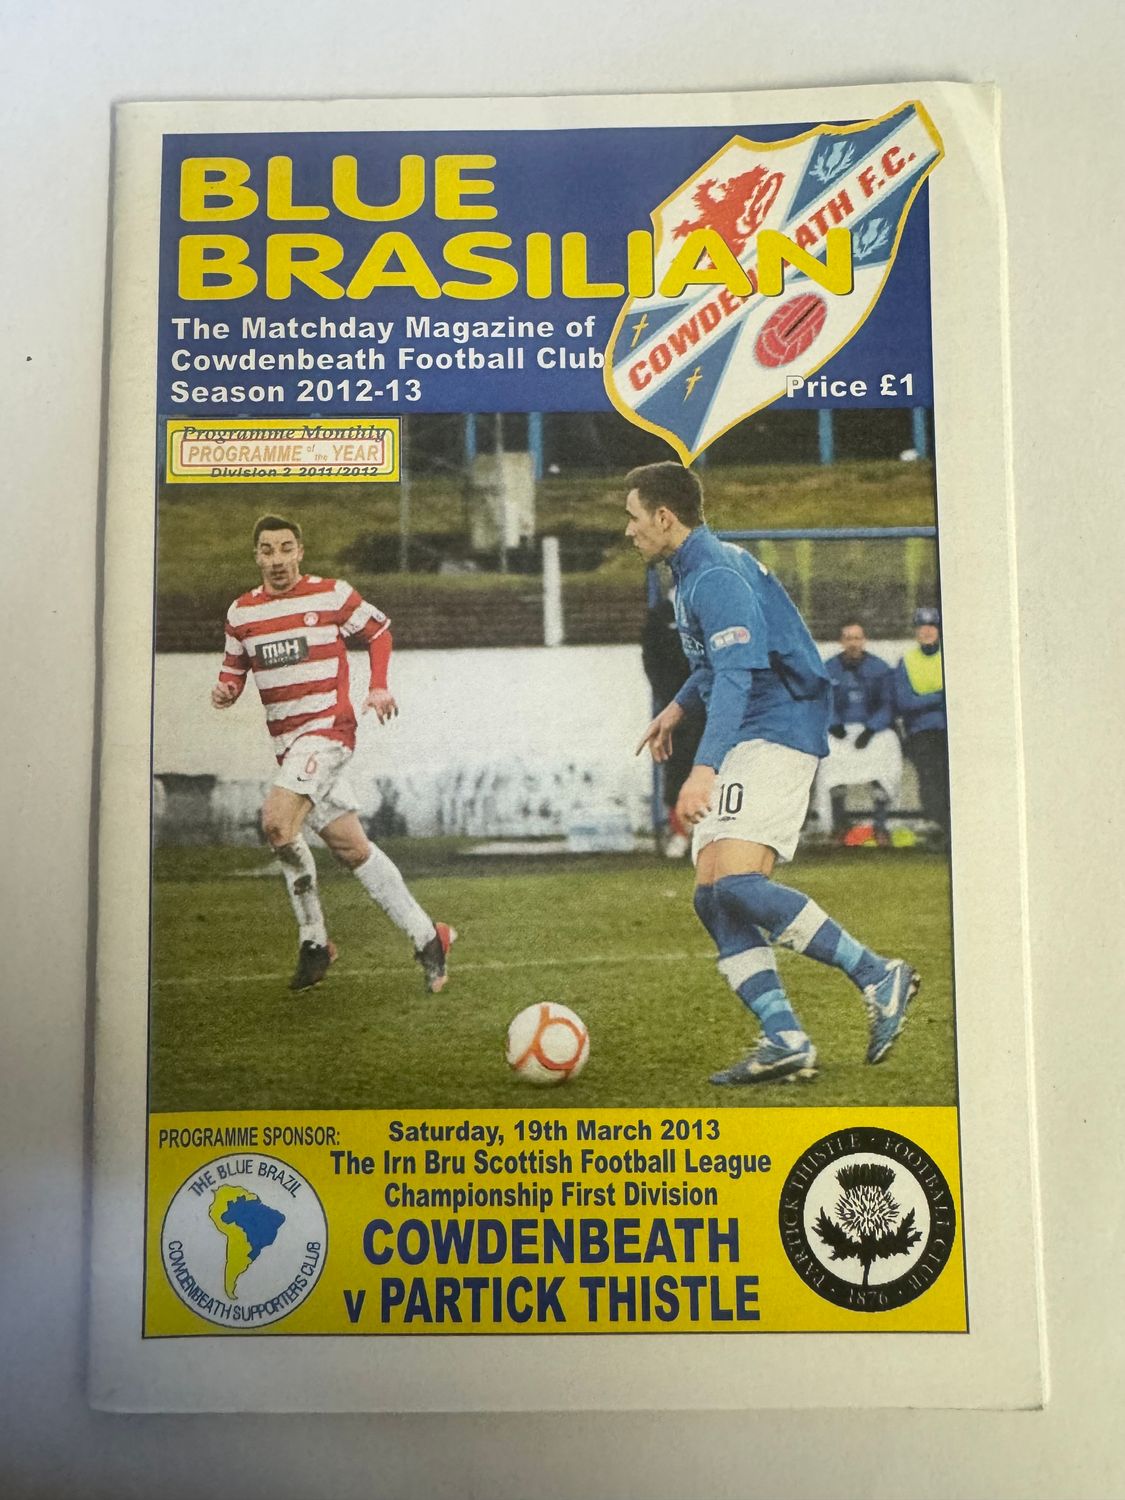 BLUE
BRASILIAN
COWDENBEATH F.C.
The Matchday Magazine of
Cowdenbeath Football Club
Season 2012-13
Price £1
Programme Monthly
PROGRAMME of the YEAR
Division 2 2011/2012
M&H
6
10
PROGRAMME SPONSOR:
THE BLUE BRAZIL
COWDENBEATH SUPPORTERS CLUB
Saturday, 19th March 2013
The Irn Bru Scottish Football League
Championship First Division
COWDENBEATH
v PARTICK THISTLE
PARTICK THISTLE · FOOTBALL CLUB
· 1876 ·